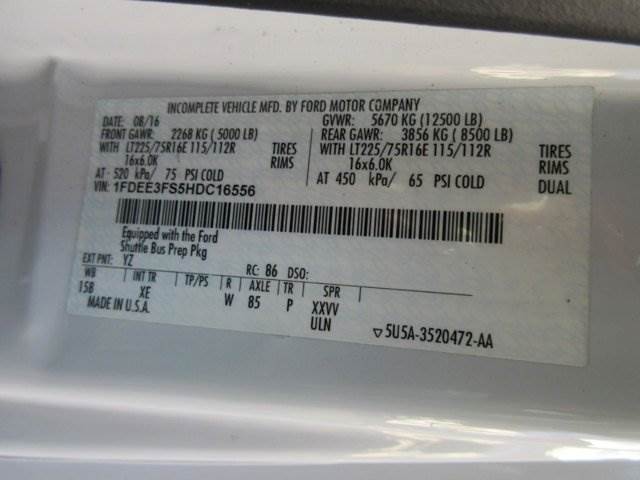 INCOMPLETE VEHICLE MFD. BY FORD MOTOR COMPANY
DATE: 08/16 GVWR: 5670 KG (12500 LB)
FRONT GAWR: 2268 KG ( 5000 LB) REAR GAWR: 3856 KG ( 8500 LB)
WITH LT225/75R16E 115/112R TIRES WITH LT225/75R16E 115/112R TIRES
16x6.0K RIMS 16x6.0K RIMS
AT 520 kPa/ 75 PSI COLD AT 450 kPa/ 65 PSI COLD DUAL
VIN: 1FDEE3FS5HDC16556
Equipped with the Ford
Shuttle Bus Prep Pkg
EXT PNT: YZ RC: 86 DSO:
WB INT TR TP/PS R AXLE TR SPR
158 XE W 85 P XXVV
MADE IN U.S.A. ULN ▽5U5A-3520472-AA